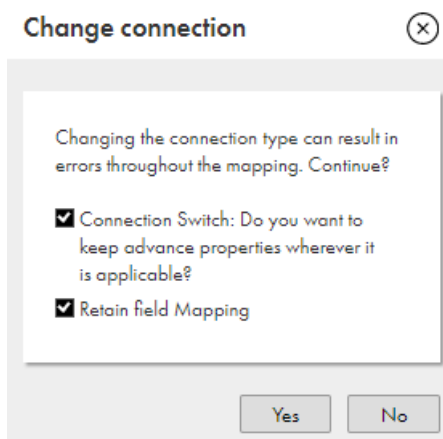 Change connection
Changing the connection type can result in
errors throughout the mapping. Continue?
Connection Switch: Do you want to
keep advance properties wherever it
is applicable?
Retain field Mapping
Yes No